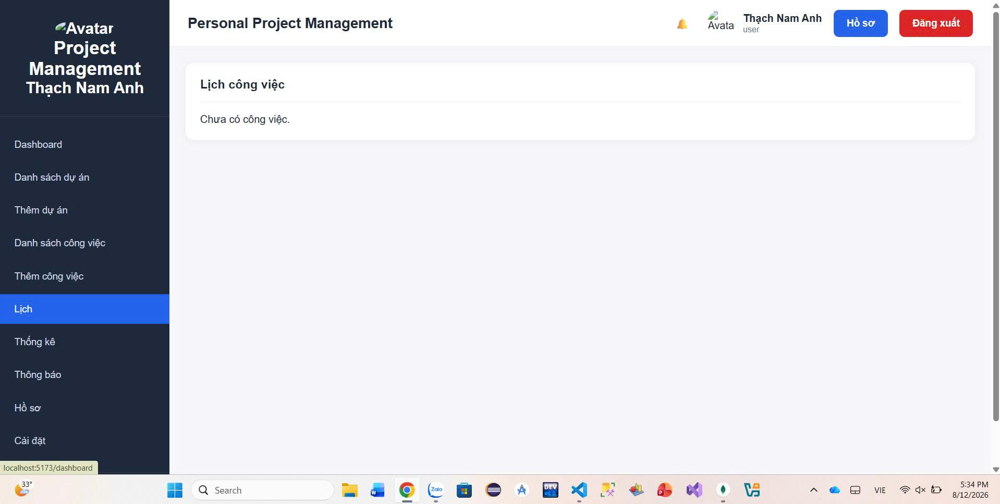 Avatar
Project
Management
Thạch Nam Anh
Dashboard
Danh sách dự án
Thêm dự án
Danh sách công việc
Thêm công việc
Lịch
Thống kê
Thông báo
Hồ sơ
Cài đặt
localhost:5173/dashboard
Personal Project Management
Avata
Thạch Nam Anh
user
Hồ sơ
Đăng xuất
Lịch công việc
Chưa có công việc.
33°
Search
W
Zalo
DEV
P
VIE
5:34 PM
8/12/2026